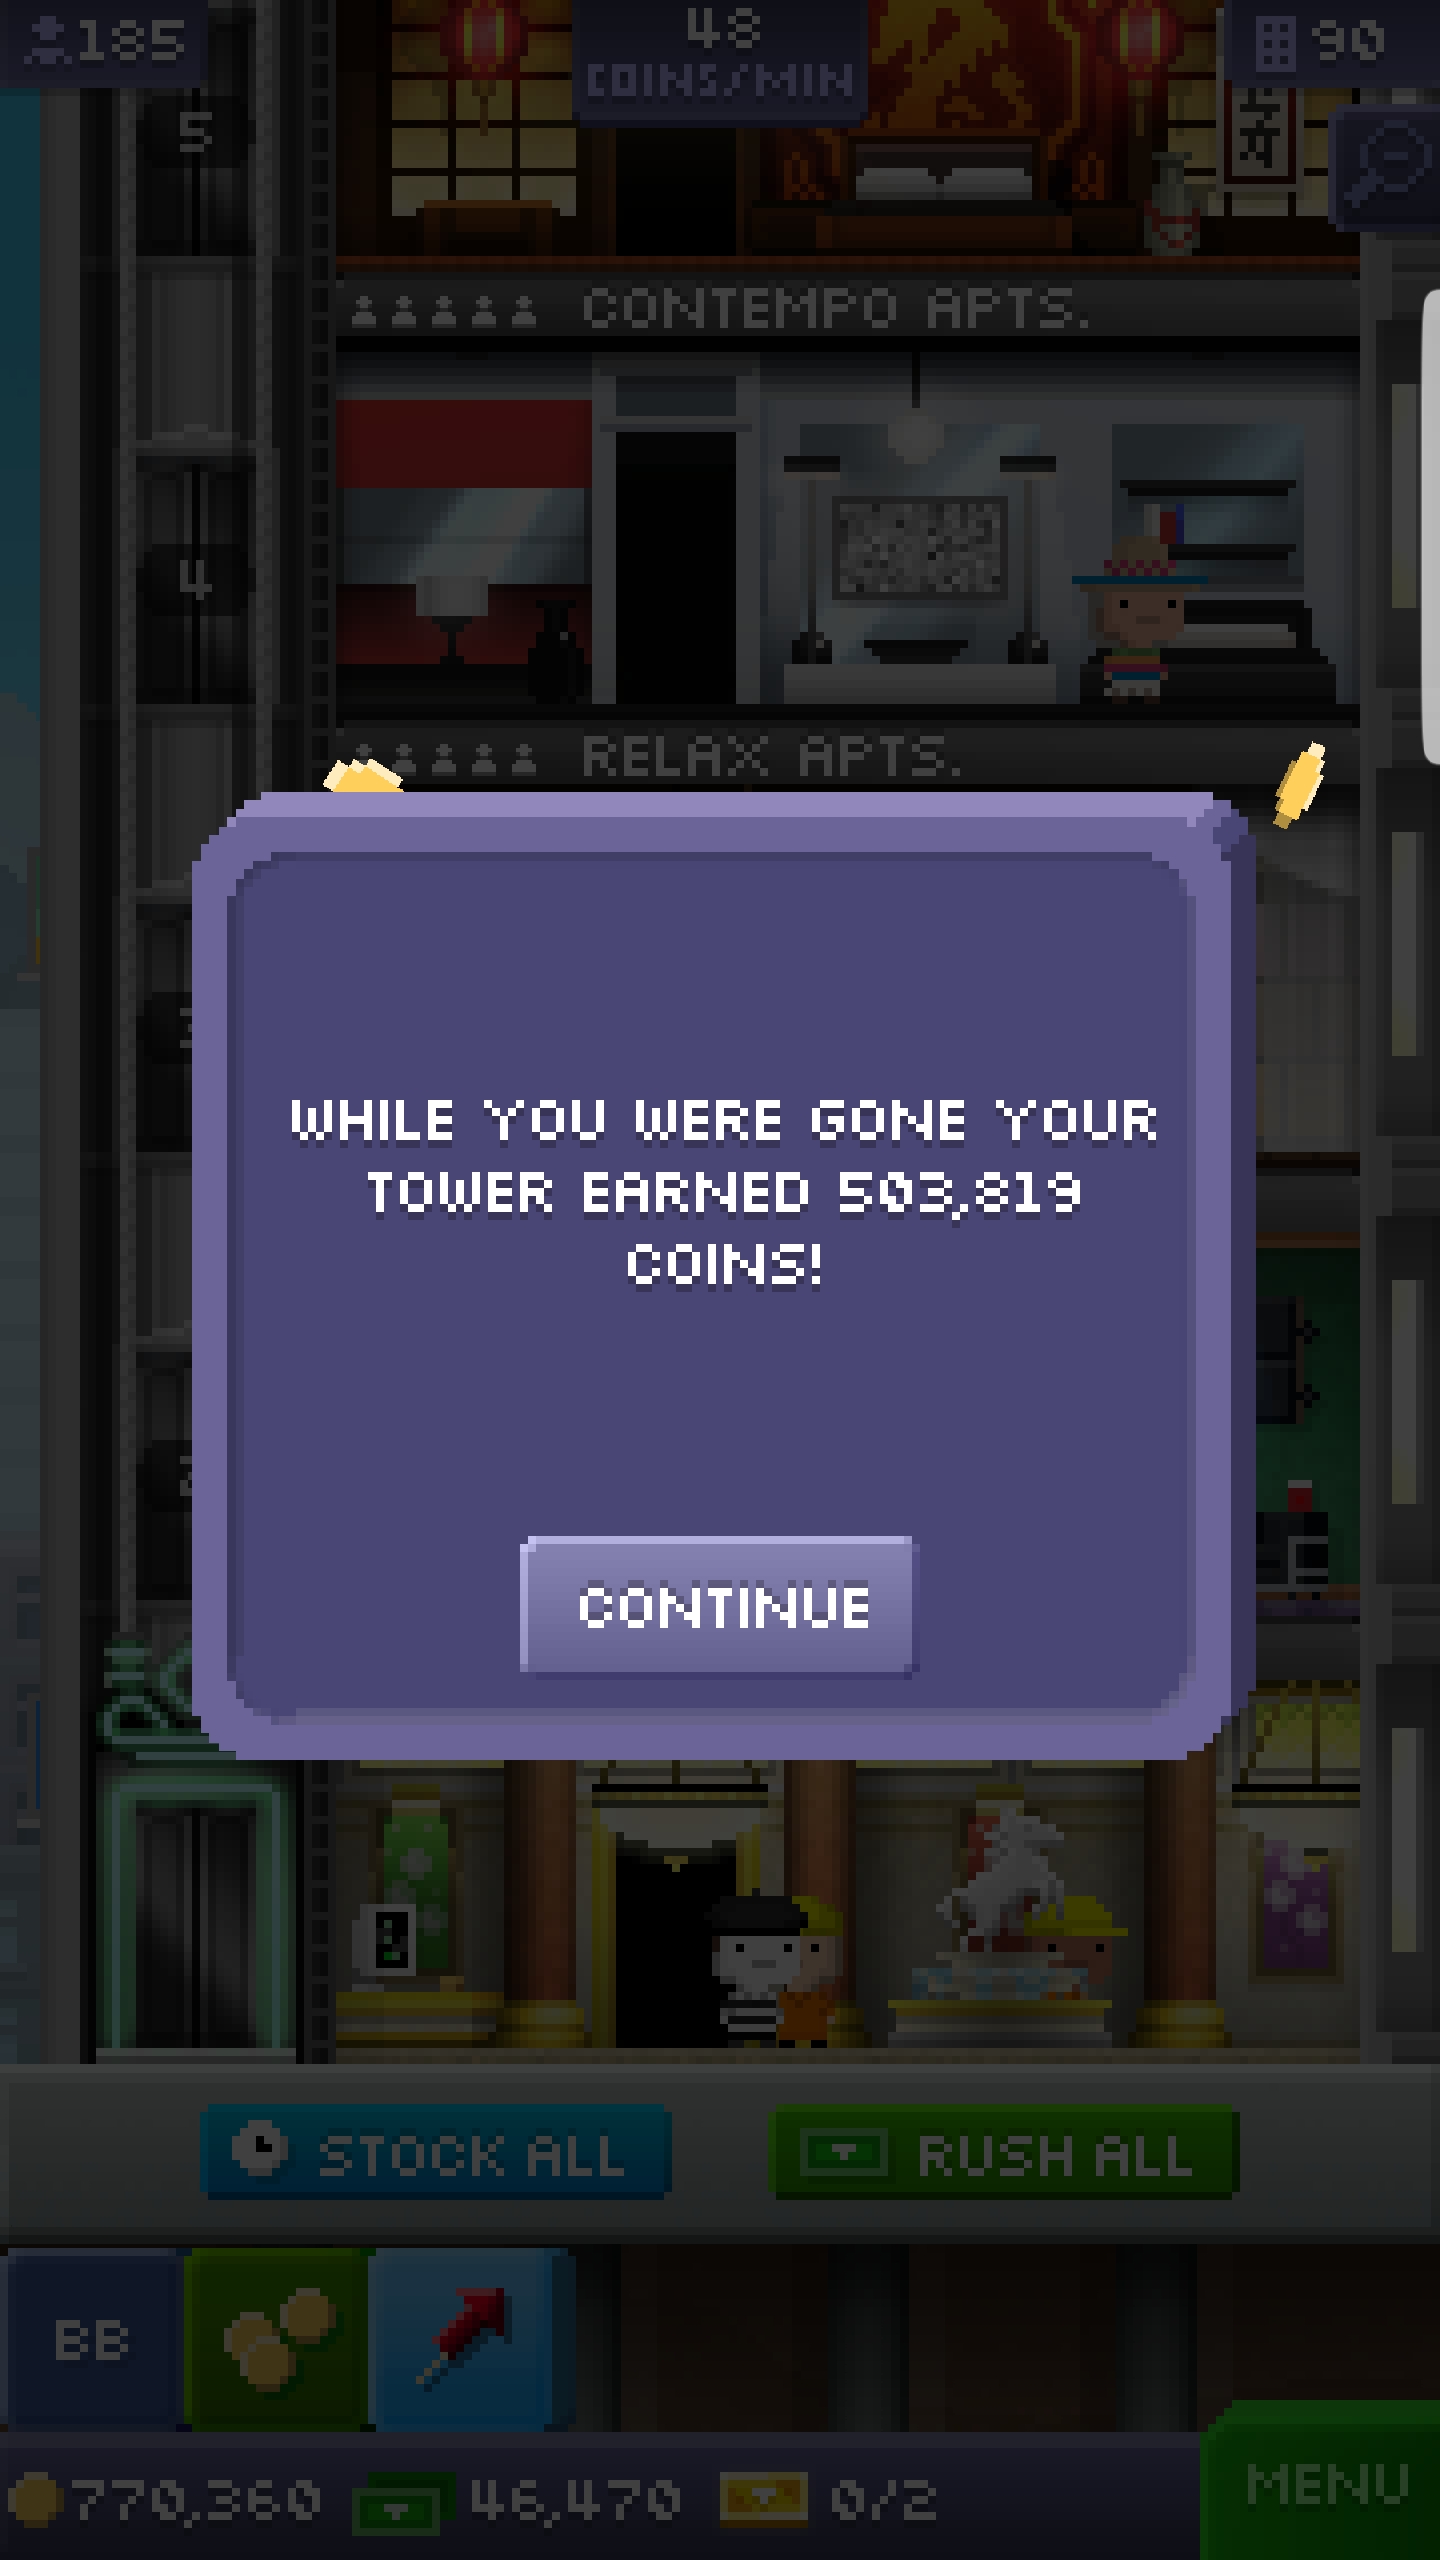 185
48
COINS/MIN
90
5
CONTEMPO APTS.
4
RELAX APTS.
WHILE YOU WERE GONE YOUR
TOWER EARNED 503,819
COINS!
CONTINUE
STOCK ALL
RUSH ALL
BB
770,360
46,470
0/2
MENU